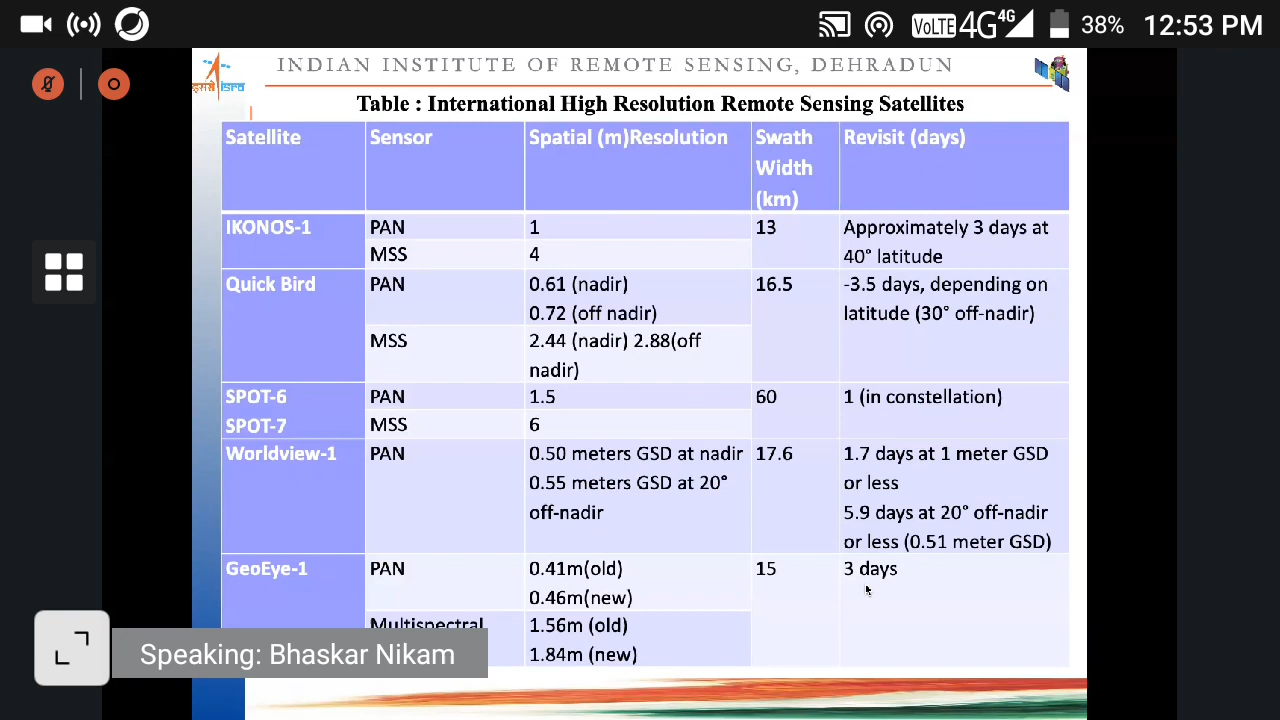 VoLTE 4G 4G 38% 12:53 PM
इसरो isro
INDIAN INSTITUTE OF REMOTE SENSING, DEHRADUN
Table : International High Resolution Remote Sensing Satellites
Satellite Sensor Spatial (m)Resolution Swath Width (km) Revisit (days)
IKONOS-1 PAN 1 13 Approximately 3 days at
MSS 4 40° latitude
Quick Bird PAN 0.61 (nadir) 16.5 -3.5 days, depending on
0.72 (off nadir) latitude (30° off-nadir)
MSS 2.44 (nadir) 2.88(off
nadir)
SPOT-6 PAN 1.5 60 1 (in constellation)
SPOT-7 MSS 6
Worldview-1 PAN 0.50 meters GSD at nadir 17.6 1.7 days at 1 meter GSD
0.55 meters GSD at 20° or less
off-nadir 5.9 days at 20° off-nadir
or less (0.51 meter GSD)
GeoEye-1 PAN 0.41m(old) 15 3 days
0.46m(new)
Multispectral 1.56m (old)
1.84m (new)
Speaking: Bhaskar Nikam